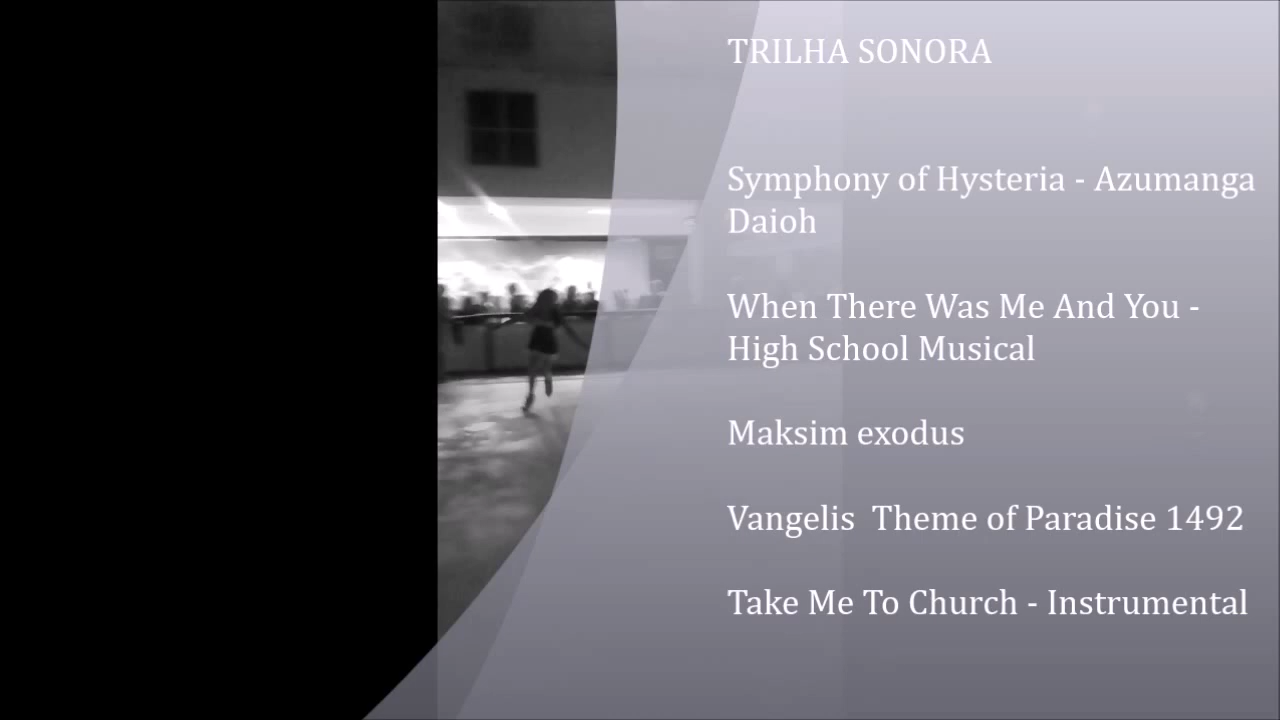 TRILHA SONORA
Symphony of Hysteria - Azumanga
Daioh
When There Was Me And You -
High School Musical
Maksim exodus
Vangelis  Theme of Paradise 1492
Take Me To Church - Instrumental